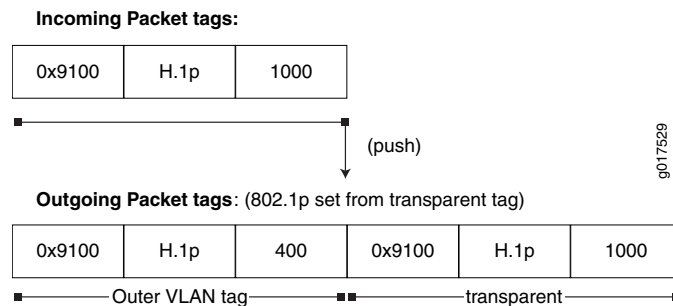 Incoming Packet tags:
0x9100 H.1p 1000
(push)
g017529
Outgoing Packet tags: (802.1p set from transparent tag)
0x9100 H.1p 400 0x9100 H.1p 1000
Outer VLAN tag transparent